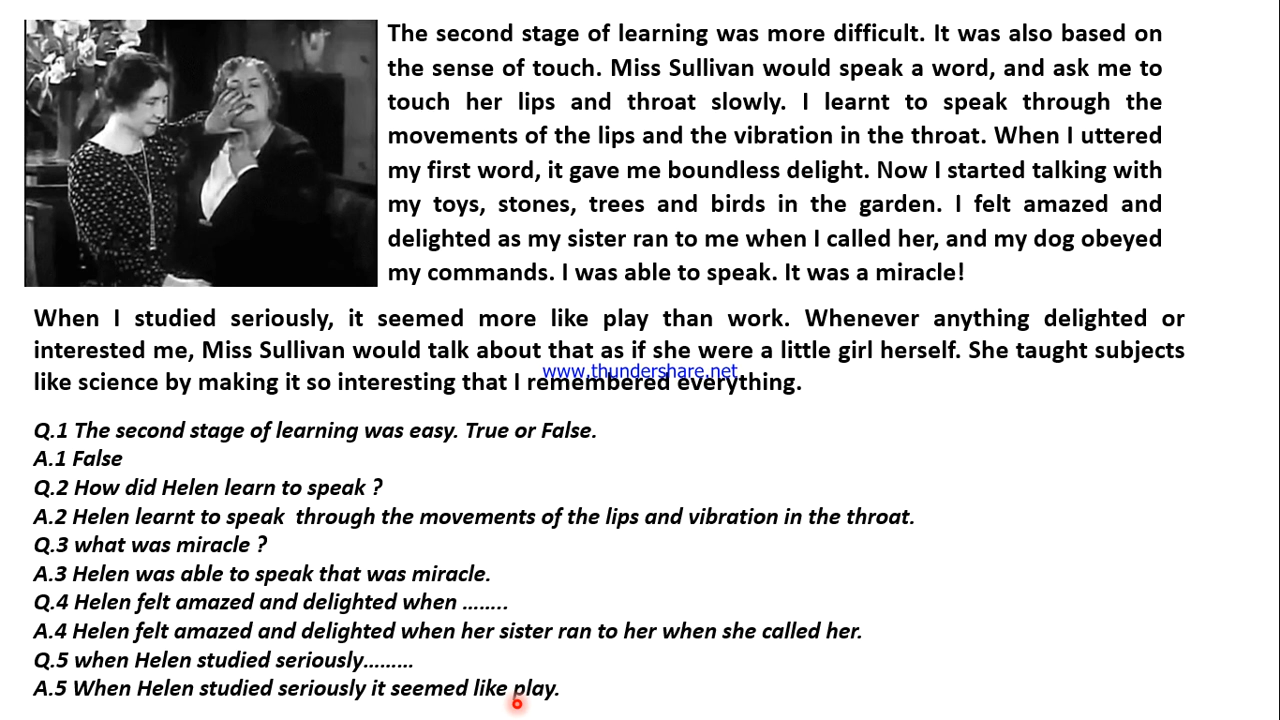 The second stage of learning was more difficult. It was also based on
the sense of touch. Miss Sullivan would speak a word, and ask me to
touch her lips and throat slowly. I learnt to speak through the
movements of the lips and the vibration in the throat. When I uttered
my first word, it gave me boundless delight. Now I started talking with
my toys, stones, trees and birds in the garden. I felt amazed and
delighted as my sister ran to me when I called her, and my dog obeyed
my commands. I was able to speak. It was a miracle!
When I studied seriously, it seemed more like play than work. Whenever anything delighted or
interested me, Miss Sullivan would talk about that as if she were a little girl herself. She taught subjects
www.thundershare.net
like science by making it so interesting that I remembered everything.
Q.1 The second stage of learning was easy. True or False.
A.1 False
Q.2 How did Helen learn to speak ?
A.2 Helen learnt to speak  through the movements of the lips and vibration in the throat.
Q.3 what was miracle ?
A.3 Helen was able to speak that was miracle.
Q.4 Helen felt amazed and delighted when ……..
A.4 Helen felt amazed and delighted when her sister ran to her when she called her.
Q.5 when Helen studied seriously………
A.5 When Helen studied seriously it seemed like play.